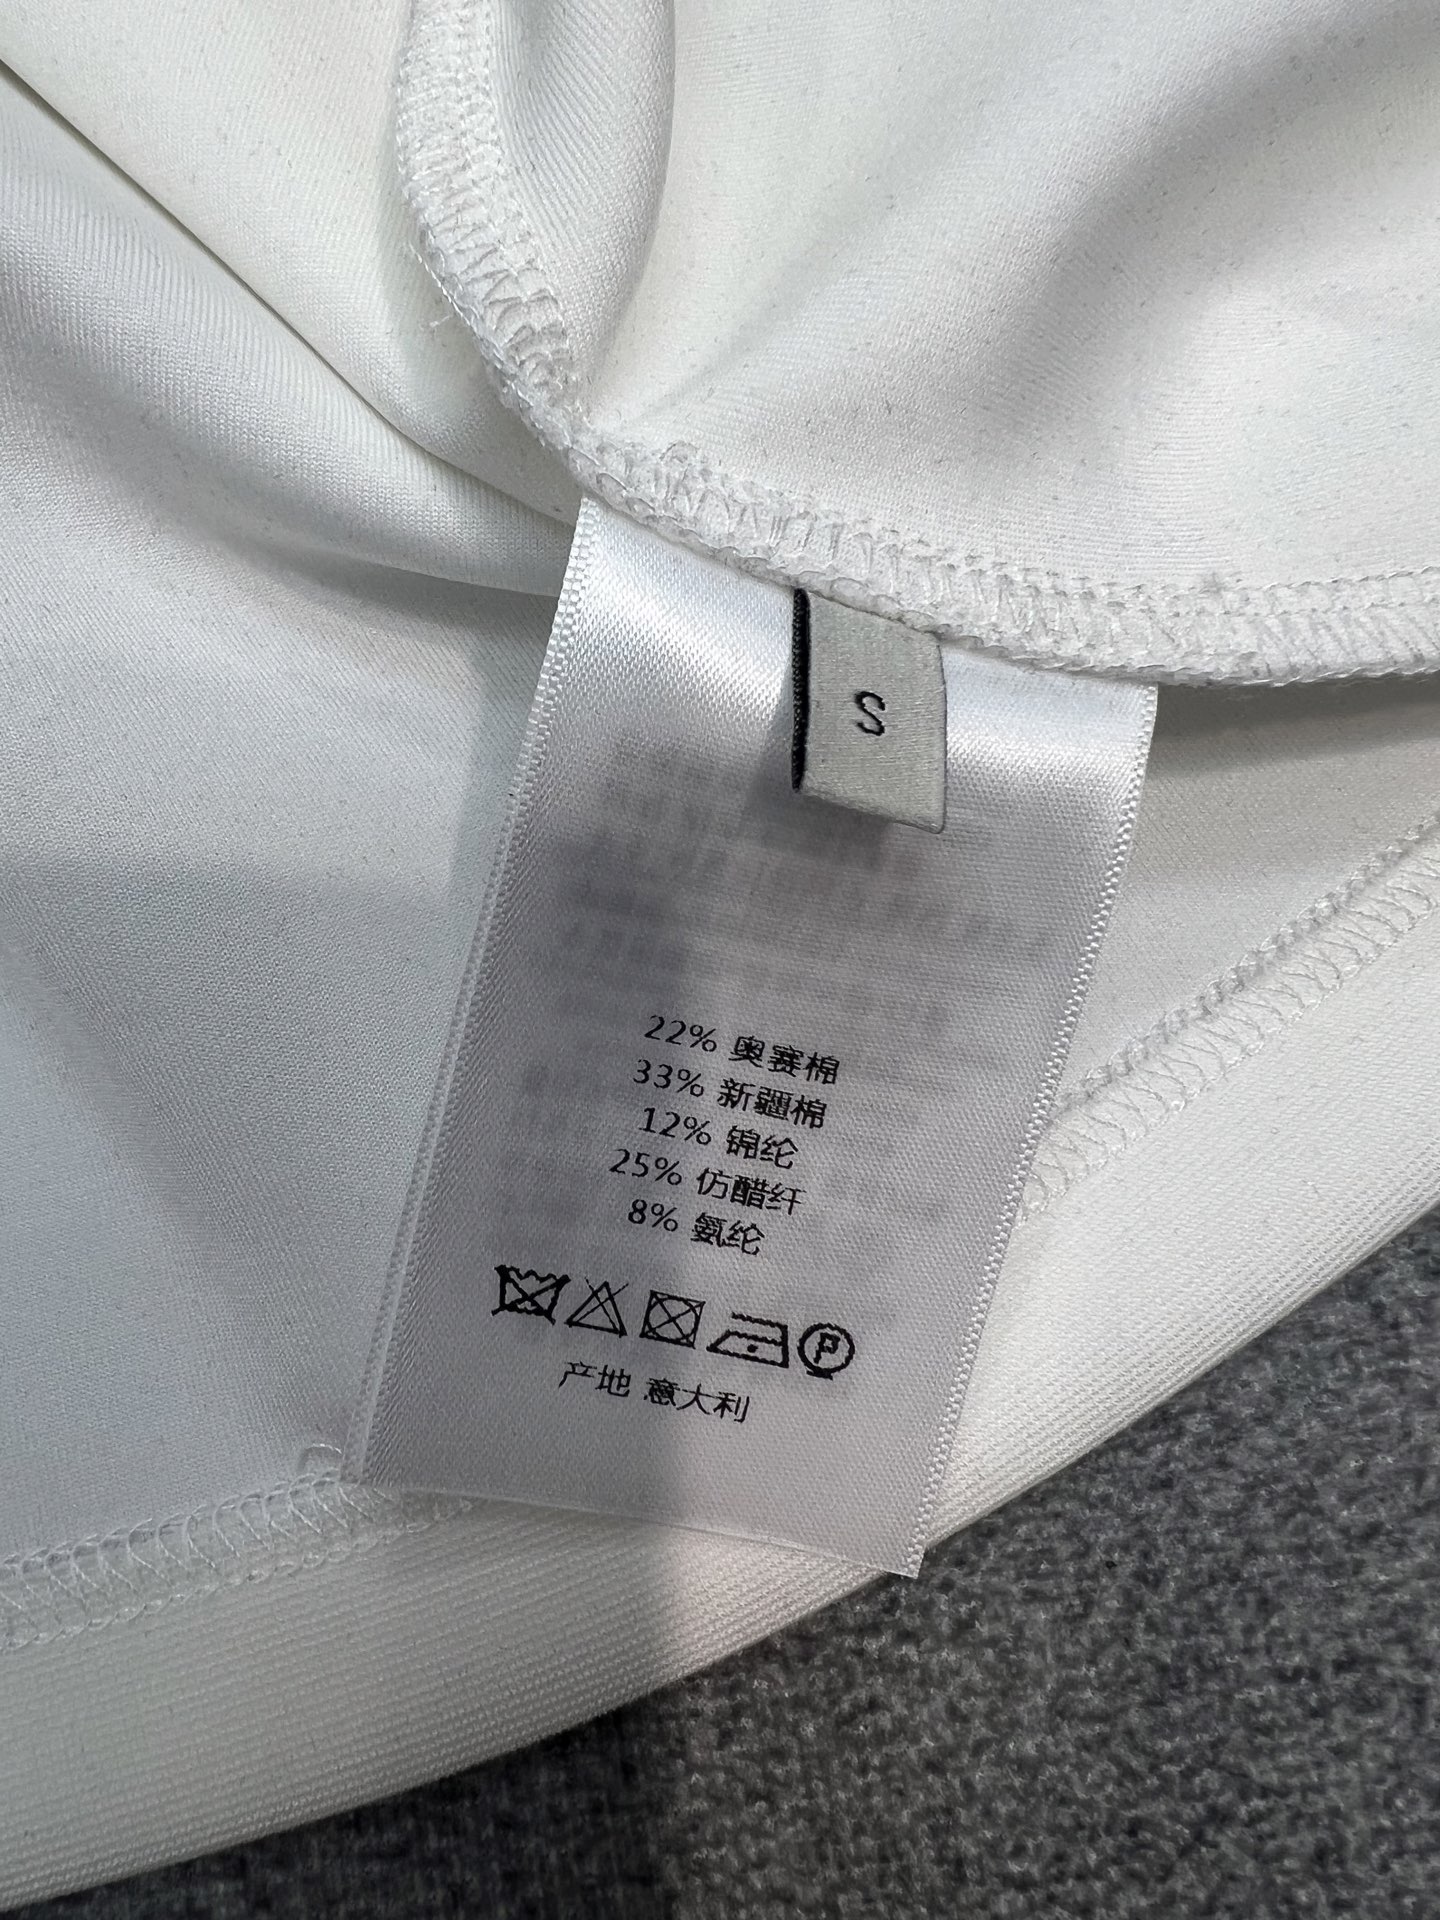 S
22% 奥赛棉
33% 新疆棉
12% 锦纶
25% 仿醋纤
8% 氨纶
P
产地 意大利